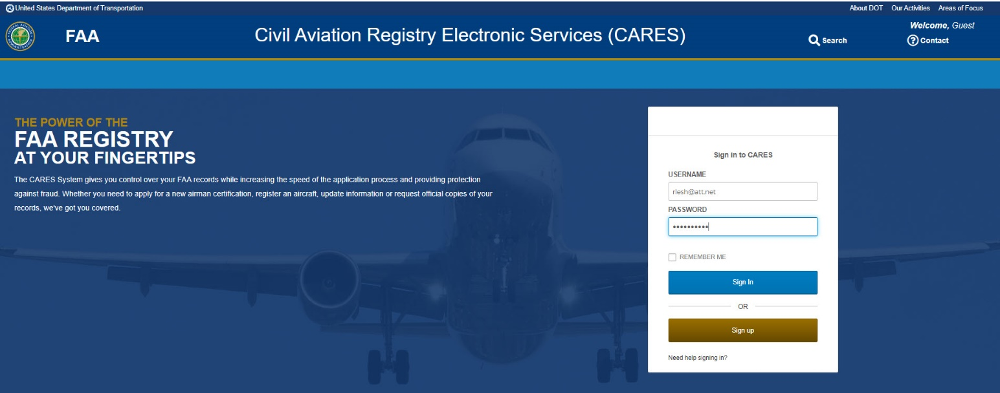 United States Department of Transportation
About DOT Our Activities Areas of Focus
FAA
Civil Aviation Registry Electronic Services (CARES)
Welcome, Guest
Search
Contact
THE POWER OF THE
FAA REGISTRY
AT YOUR FINGERTIPS
The CARES System gives you control over your FAA records while increasing the speed of the application process and providing protection
against fraud. Whether you need to apply for a new airman certification, register an aircraft, update information or request official copies of your
records, we've got you covered.
Sign in to CARES
USERNAME
rlesh@att.net
PASSWORD
••••••••••
REMEMBER ME
Sign In
OR
Sign up
Need help signing in?